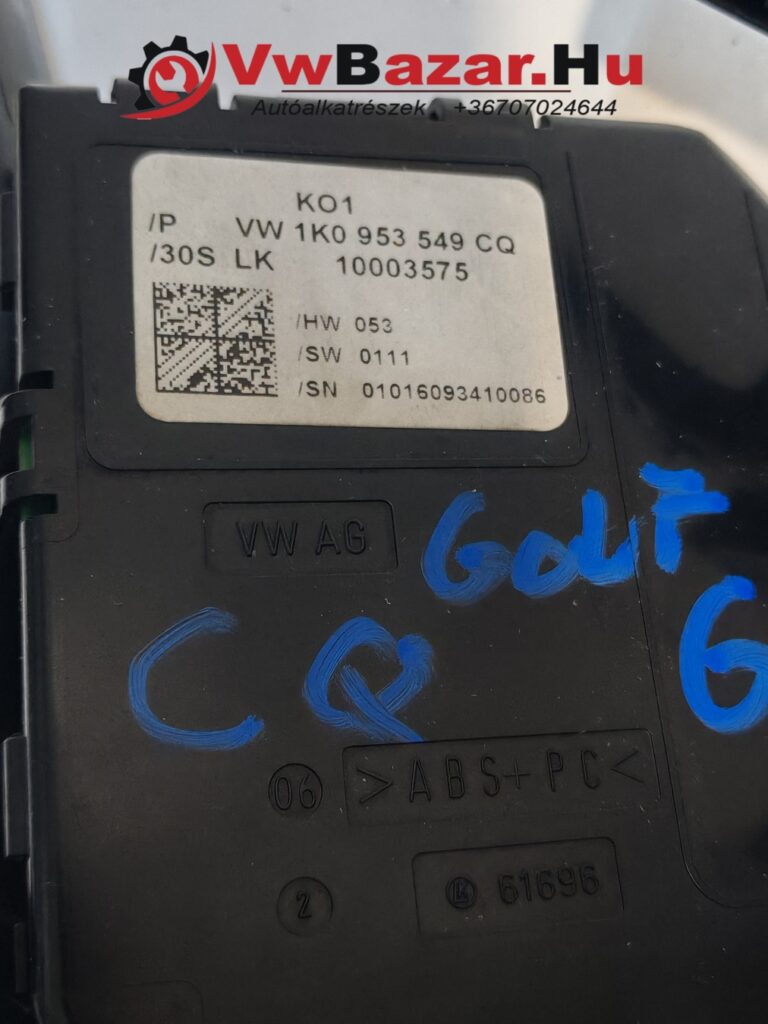 VwBazar.Hu
Autóalkatrészek +36707024644
KO1
/P VW 1K0 953 549 CQ
/30S LK 10003575
/HW 053
/SW 0111
/SN 01016093410086
VW AG
GOLF
CQ
6
06 >ABS+PC<
2
LK 61696